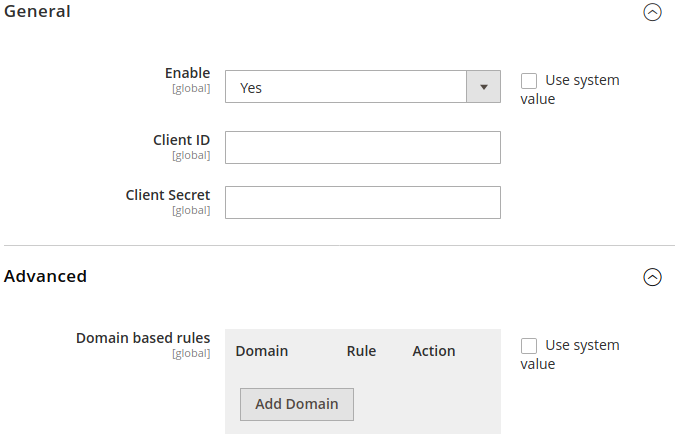 General
Enable
[global]
Yes
Use system
value
Client ID
[global]
Client Secret
[global]
Advanced
Domain based rules
[global]
Domain Rule Action
Use system
value
Add Domain